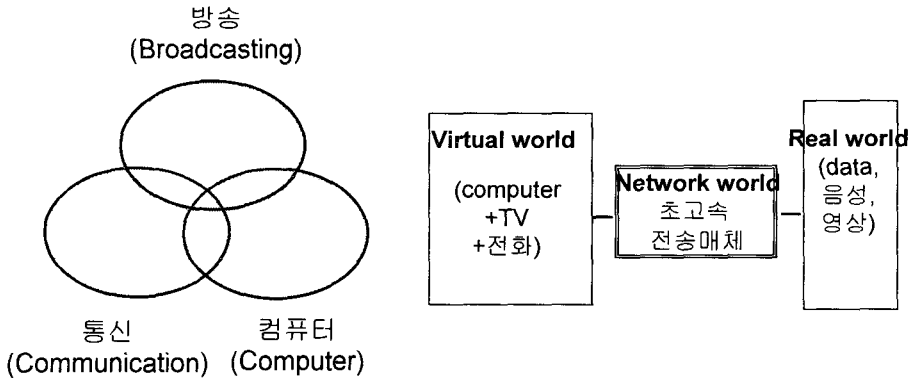 방송
(Broadcasting)
통신
(Communication)
컴퓨터
(Computer)
Virtual world
(computer
+TV
+전화)
Network world
초고속
전송매체
Real world
(data,
음성,
영상)